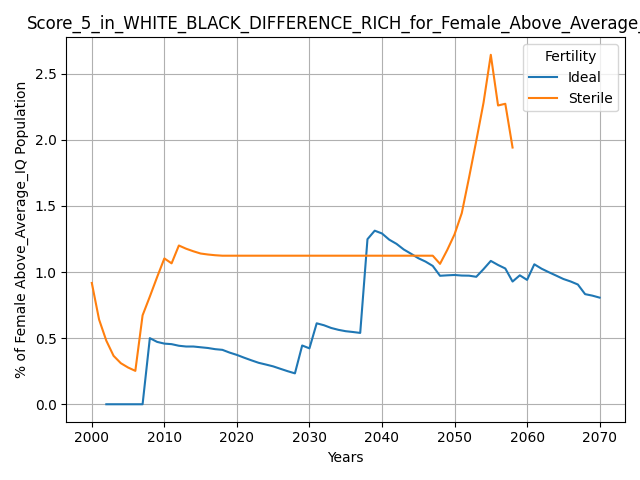 Score_5_in_WHITE_BLACK_DIFFERENCE_RICH_for_Female_Above_Average_
Fertility
Ideal
Sterile
% of Female Above_Average_IQ Population
2.5
2.0
1.5
1.0
0.5
0.0
2000 2010 2020 2030 2040 2050 2060 2070
Years